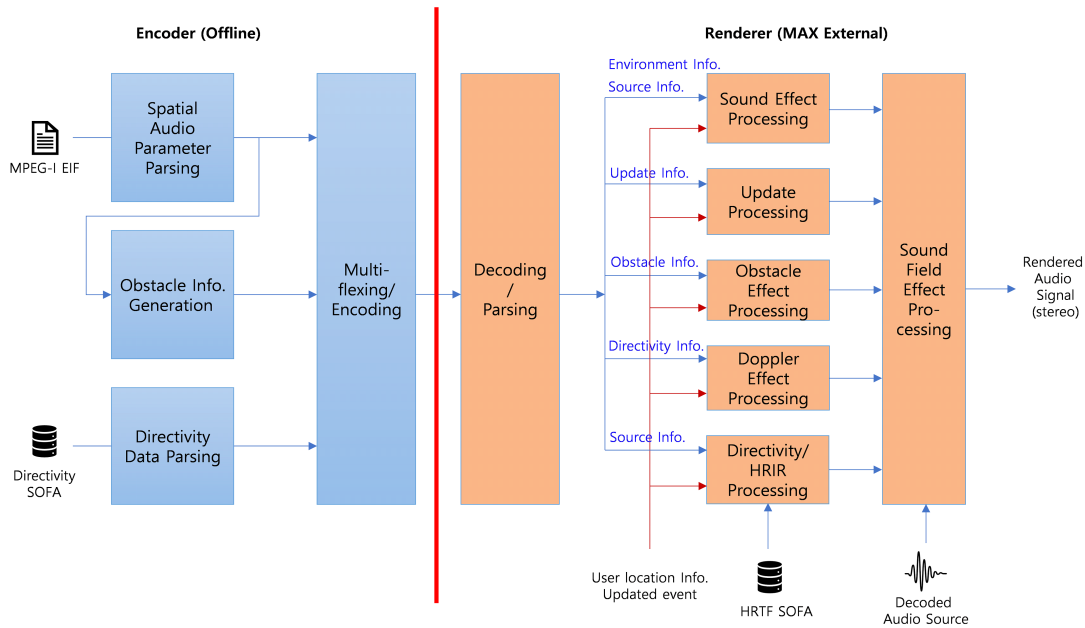 Encoder (Offline)
Renderer (MAX External)
MPEG-I EIF
Spatial
Audio
Parameter
Parsing
Obstacle Info.
Generation
Directivity
SOFA
Directivity
Data Parsing
Multi-
flexing/
Encoding
Decoding
/
Parsing
Environment Info.
Source Info.
Update Info.
Obstacle Info.
Directivity Info.
Source Info.
Sound Effect
Processing
Update
Processing
Obstacle
Effect
Processing
Doppler
Effect
Processing
Directivity/
HRIR
Processing
User location Info.
Updated event
HRTF SOFA
Sound
Field
Effect
Pro-
cessing
Decoded
Audio Source
Rendered
Audio
Signal
(stereo)